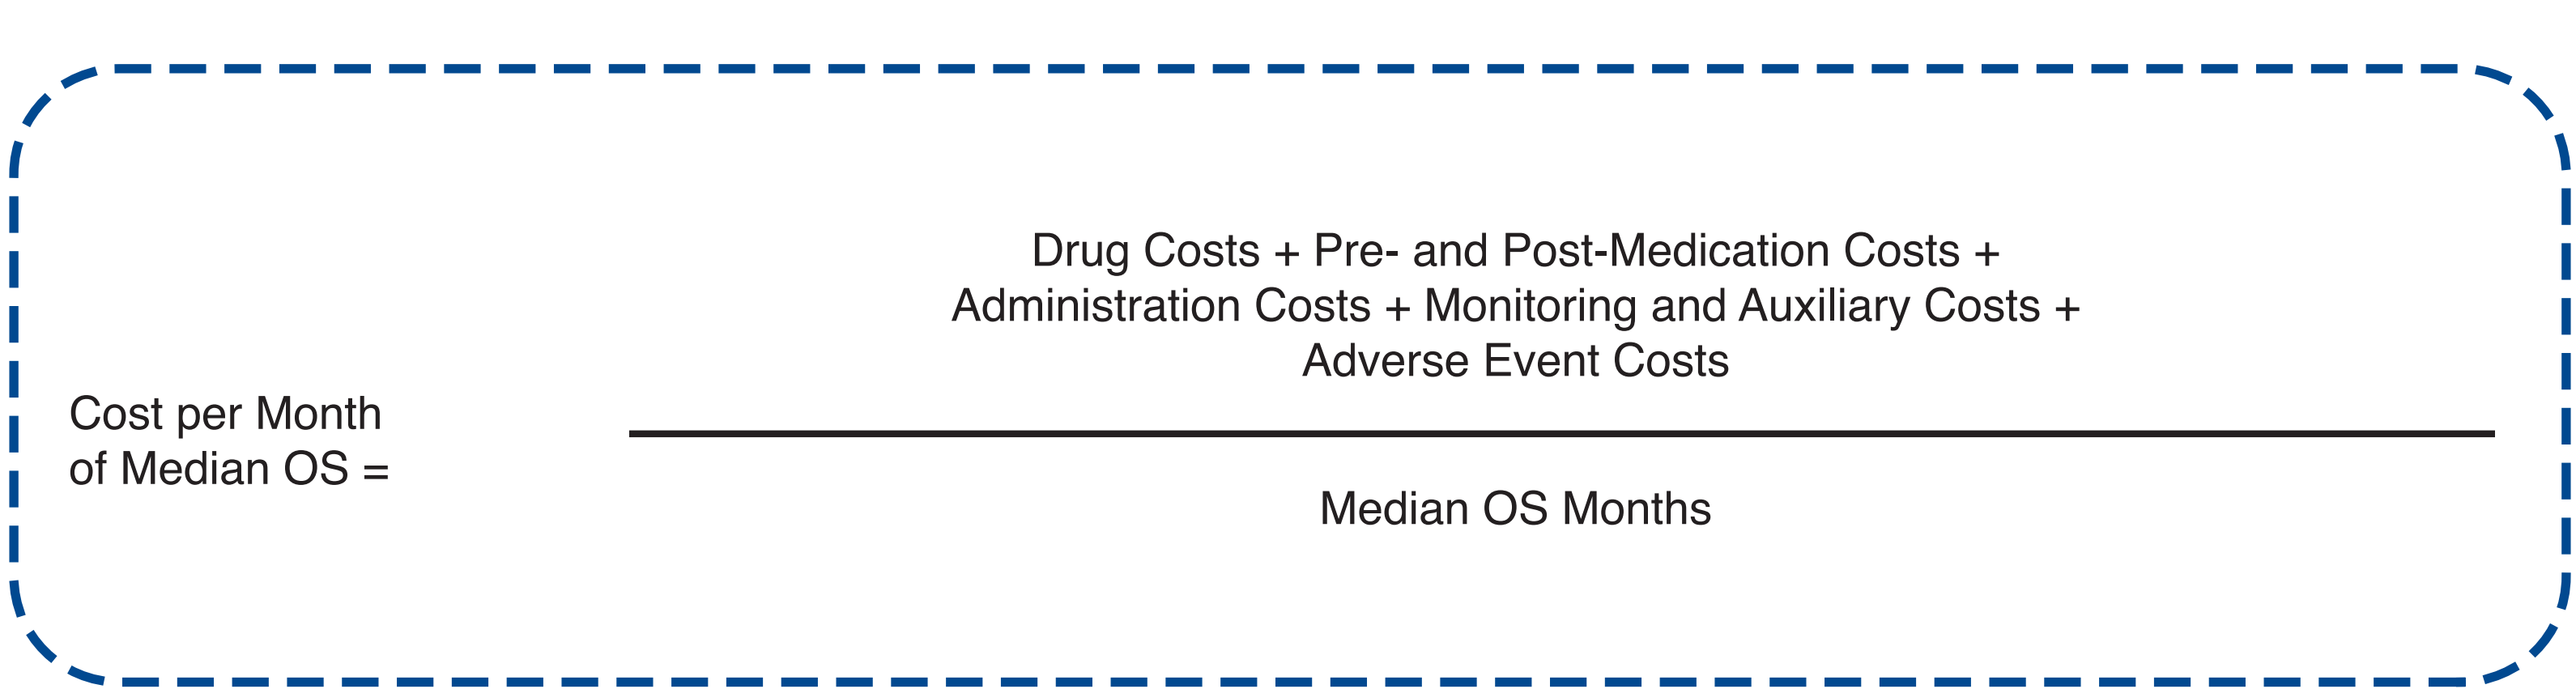 Cost per Month
of Median OS =
Drug Costs + Pre- and Post-Medication Costs +
Administration Costs + Monitoring and Auxiliary Costs +
Adverse Event Costs
Median OS Months